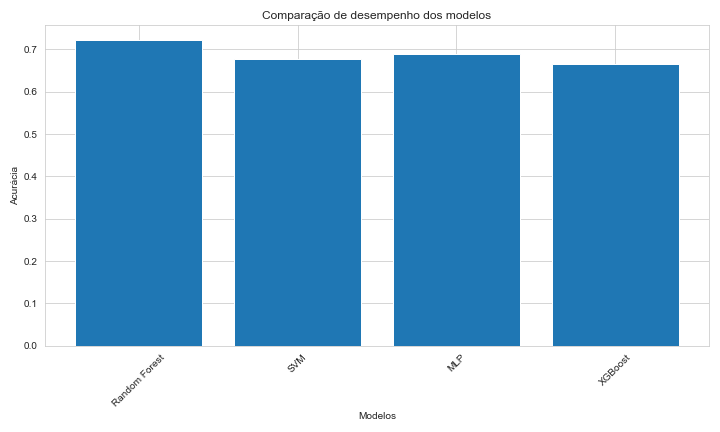 Comparação de desempenho dos modelos
Acurácia
0.7
0.6
0.5
0.4
0.3
0.2
0.1
0.0
Random Forest
SVM
MLP
XGBoost
Modelos